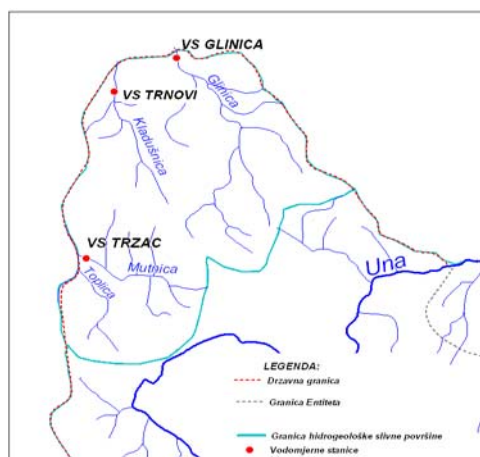 VS GLINICA
Glinica
VS TRNOVI
Kladušnica
VS TRZAC
Toplica
Mutnica
Una
LEGENDA:
Drzavna granica
Granica Entiteta
Granica hidrogeološke slivne površine
Vodomjerne stanice